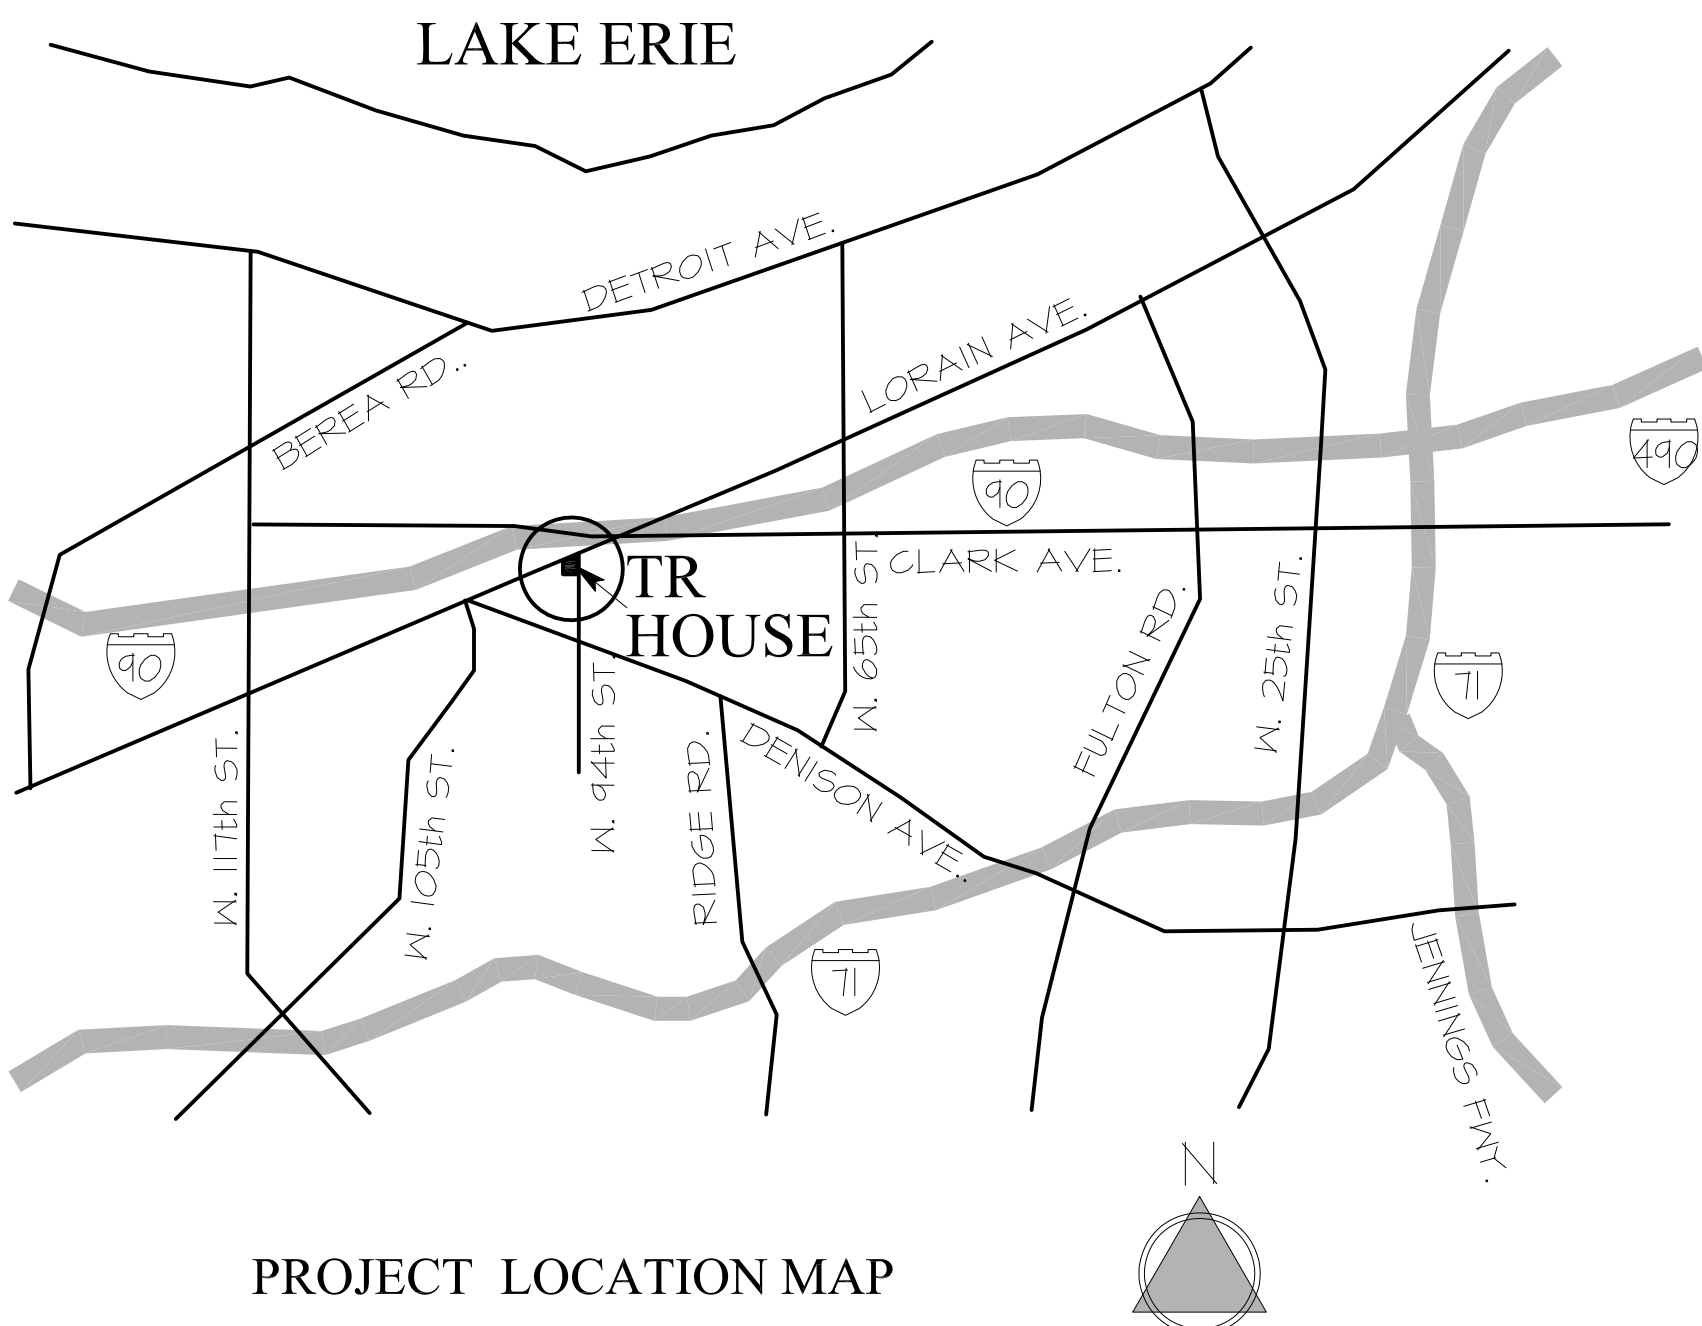 LAKE ERIE
DETROIT AVE.
LORAIN AVE.
BEREA RD..
490
90
CLARK AVE.
TR
HOUSE
90
71
W. 65th ST.
W. 25th ST.
FULTON RD.
W. 94th ST.
W. 117th ST.
W. 105th ST.
RIDGE RD.
DENISON AVE..
71
JENNINGS FWY.
N
PROJECT LOCATION MAP